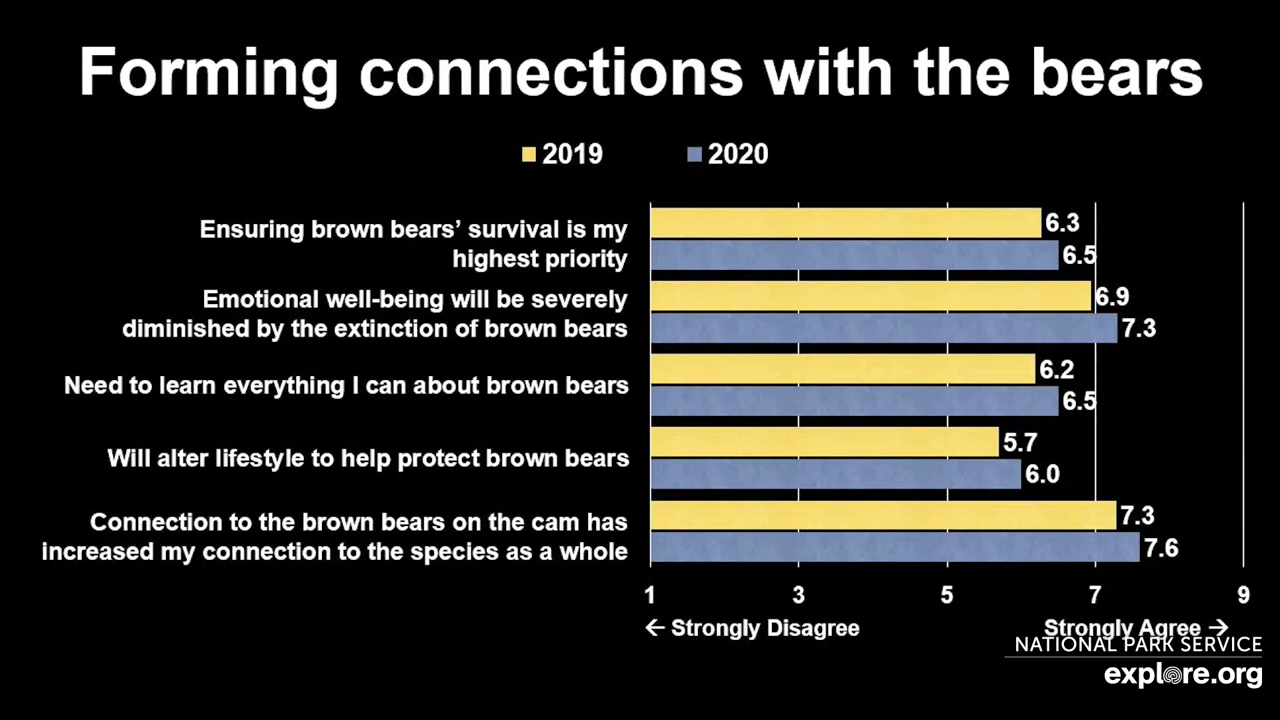 Forming connections with the bears
2019 2020
Ensuring brown bears’ survival is my
highest priority
6.3
6.5
Emotional well-being will be severely
diminished by the extinction of brown bears
6.9
7.3
Need to learn everything I can about brown bears
6.2
6.5
Will alter lifestyle to help protect brown bears
5.7
6.0
Connection to the brown bears on the cam has
increased my connection to the species as a whole
7.3
7.6
1 3 5 7 9
← Strongly Disagree Strongly Agree →
NATIONAL PARK SERVICE
explore.org